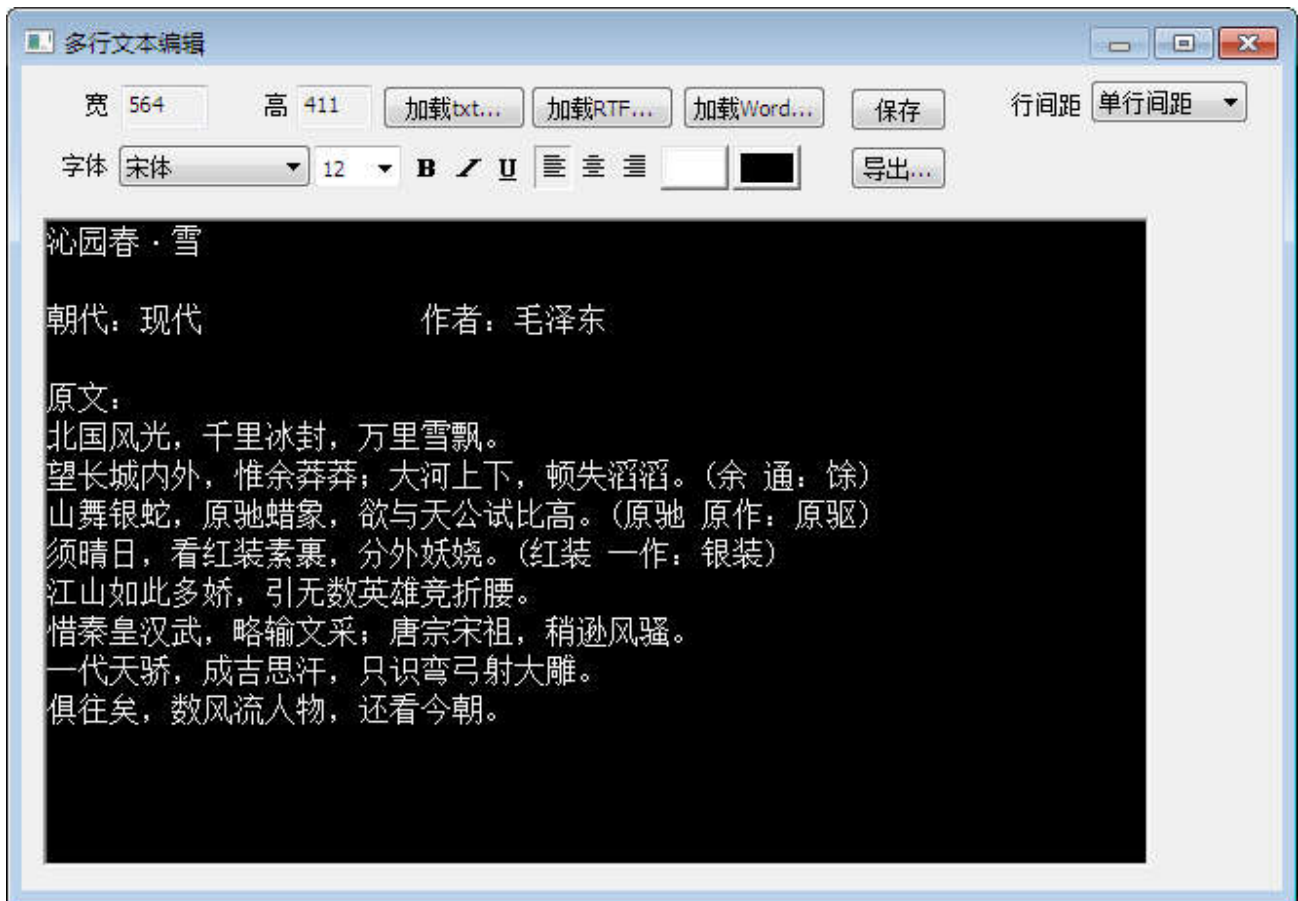 多行文本编辑
宽 564 高 411 加载txt... 加载RTF... 加载Word... 保存 行间距 单行间距
字体 宋体 12 B I U 导出...
沁园春·雪
朝代：现代 作者：毛泽东
原文：
北国风光，千里冰封，万里雪飘。
望长城内外，惟余莽莽；大河上下，顿失滔滔。(余 通：馀)
山舞银蛇，原驰蜡象，欲与天公试比高。(原驰 原作：原驱)
须晴日，看红装素裹，分外妖娆。(红装 一作：银装)
江山如此多娇，引无数英雄竞折腰。
惜秦皇汉武，略输文采；唐宗宋祖，稍逊风骚。
一代天骄，成吉思汗，只识弯弓射大雕。
俱往矣，数风流人物，还看今朝。